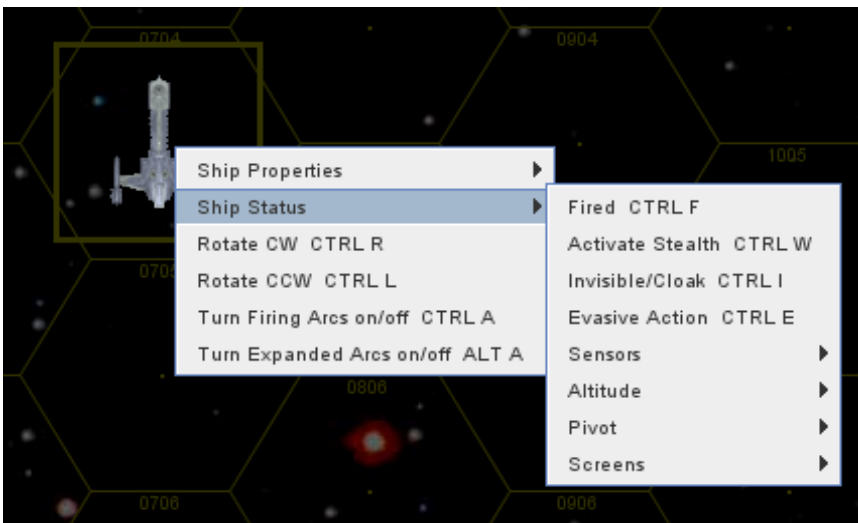 0704
0904
1005
Ship Properties
Ship Status
Rotate CW CTRL R
Rotate CCW CTRL L
Turn Firing Arcs on/off CTRL A
Turn Expanded Arcs on/off ALT A
Fired CTRL F
Activate Stealth CTRL W
Invisible/Cloak CTRL I
Evasive Action CTRL E
Sensors
Altitude
Pivot
Screens
0705
0806
0706
0906